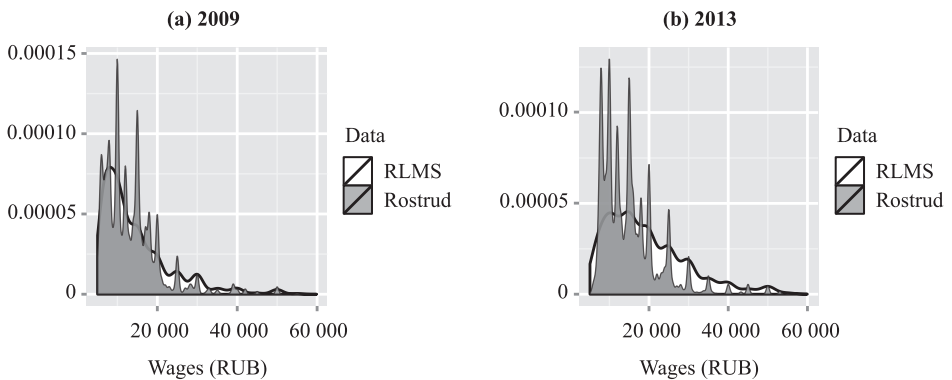 (a) 2009
0.00015
0.00010
0.00005
0
20 000 40 000 60 000
Wages (RUB)
Data
RLMS
Rostrud
(b) 2013
0.00010
0.00005
0
20 000 40 000 60 000
Wages (RUB)
Data
RLMS
Rostrud